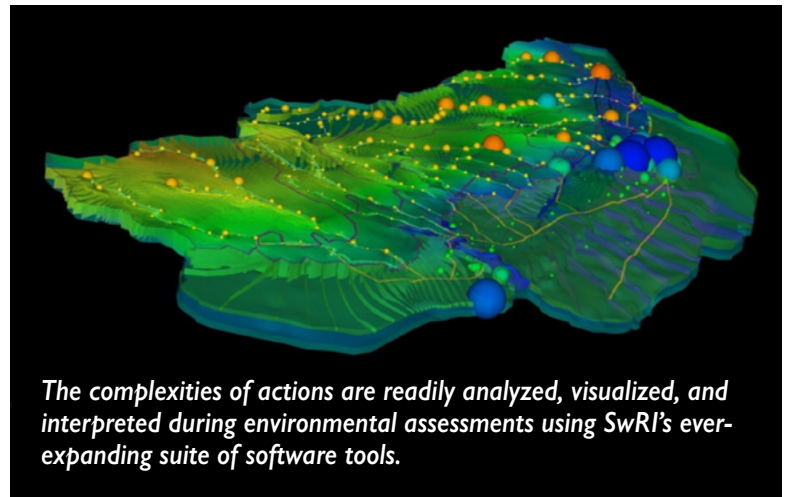 The complexities of actions are readily analyzed, visualized, and
interpreted during environmental assessments using SwRI's ever-
expanding suite of software tools.